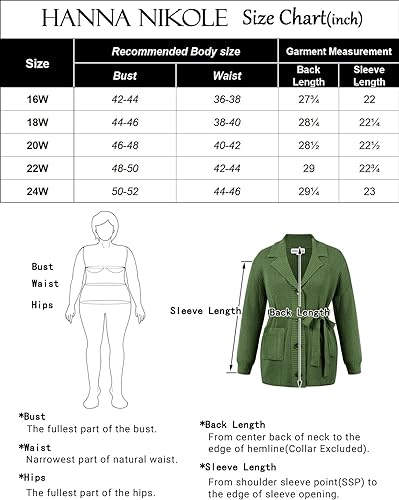 HANNA NIKOLE Size Chart(inch)
Size Recommended Body size Garment Measurement
Bust Waist Back Length Sleeve Length
16W 42-44 36-38 27¾ 22
18W 44-46 38-40 28¼ 22¼
20W 46-48 40-42 28½ 22½
22W 48-50 42-44 29 22¾
24W 50-52 44-46 29¼ 23
Bust
Waist
Hips
Sleeve Length
Back Length
*Bust
The fullest part of the bust.
*Waist
Narrowest part of natural waist.
*Hips
The fullest part of the hips
*Back Length
From center back of neck to the
edge of hemline(Collar Excluded).
*Sleeve Length
From shoulder sleeve point(SSP) to
the edge of sleeve opening.